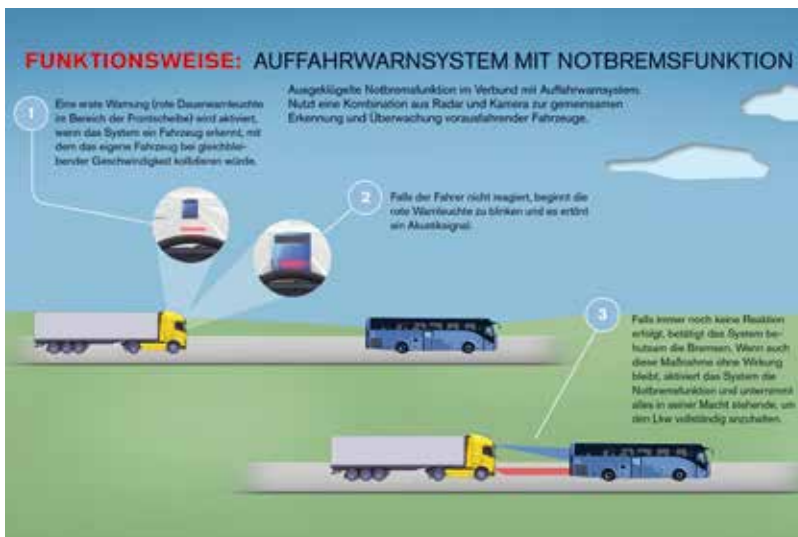 FUNKTIONSWEISE: AUFFAHRWARNSYSTEM MIT NOTBREMSFUNKTION
Ausgeklügelte Notbremsfunktion im Verbund mit Auffahrwarnsystem.
Nutzt eine Kombination aus Radar und Kamera zur gemeinsamen
Erkennung und Überwachung vorausfahrender Fahrzeuge.
1
Eine erste Warnung (rote Dauerwarnleuchte
im Bereich der Frontscheibe) wird aktiviert,
wenn das System ein Fahrzeug erkennt, mit
dem das eigene Fahrzeug bei gleichblei-
bender Geschwindigkeit kollidieren würde.
2
Falls der Fahrer nicht reagiert, beginnt die
rote Warnleuchte zu blinken und es ertönt
ein Akustiksignal.
3
Falls immer noch keine Reaktion
erfolgt, betätigt das System be-
hutsam die Bremsen. Wenn auch
diese Maßnahme ohne Wirkung
bleibt, aktiviert das System die
Notbremsfunktion und unternimmt
alles in seiner Macht stehende, um
den Lkw vollständig anzuhalten.